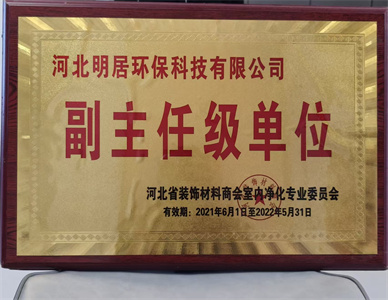 河北明居环保科技有限公司
副主任级单位
河北省装饰材料商会室内净化专业委员会
有效期：2021年6月1日至2022年5月31日